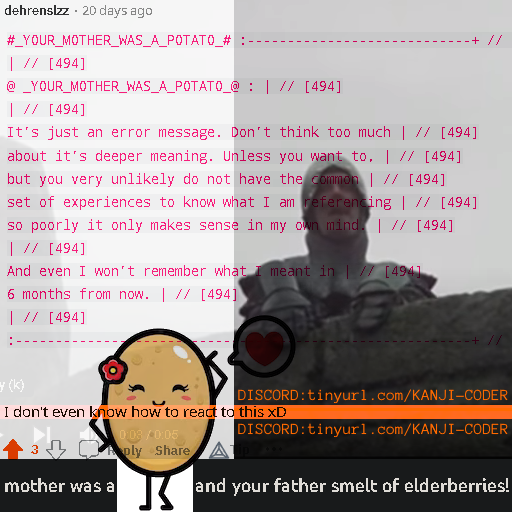 dehrenslzz · 20 days ago
#_YOUR_MOTHER_WAS_A_POTATO_# :-----------------------------+ //
| // [494]
@ _YOUR_MOTHER_WAS_A_POTATO_@ : | // [494]
| // [494]
It's just an error message. Don't think too much | // [494]
about it's deeper meaning. Unless you want to, | // [494]
but you very unlikely do not have the common | // [494]
set of experiences to know what I am referencing | // [494]
so poorly it only makes sense in my own mind. | // [494]
| // [494]
And even I won't remember what I meant in | // [494]
6 months from now. | // [494]
| // [494]
:-----------------------------------------------------------+ //
y (k)
DISCORD:tinyurl.com/KANJI-CODER
I don't even know how to react to this xD
0:03 / 0:05
DISCORD:tinyurl.com/KANJI-CODER
3 Reply Share
mother was a and your father smelt of elderberries!